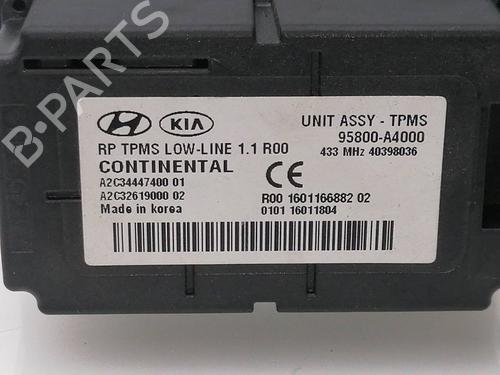 B-PARTS
HYUNDAI KIA UNIT ASSY - TPMS
RP TPMS LOW-LINE 1.1 R00 95800-A4000
CONTINENTAL 433 MHz 40398036
A2C34447400 01 CE
A2C32619000 02 R00 1601166882 02
Made in korea 0101 16011804